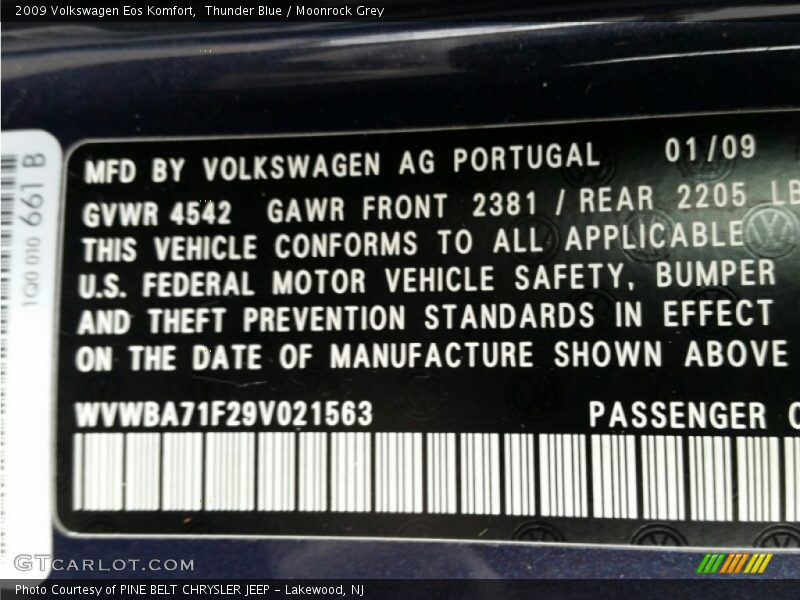 2009 Volkswagen Eos Komfort, Thunder Blue / Moonrock Grey
1Q0 010 661 B
MFD BY VOLKSWAGEN AG PORTUGAL 01/09
GVWR 4542 GAWR FRONT 2381 / REAR 2205 LB
THIS VEHICLE CONFORMS TO ALL APPLICABLE
U.S. FEDERAL MOTOR VEHICLE SAFETY, BUMPER
AND THEFT PREVENTION STANDARDS IN EFFECT
ON THE DATE OF MANUFACTURE SHOWN ABOVE
WVWBA71F29V021563 PASSENGER
GTCARLOT.COM
Photo Courtesy of PINE BELT CHRYSLER JEEP - Lakewood, NJ